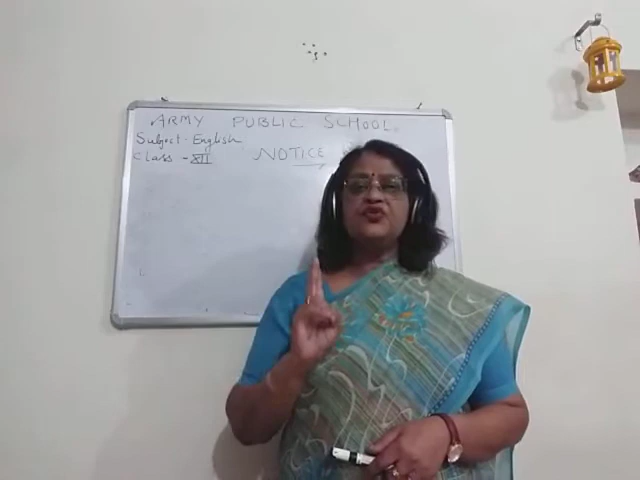 ARMY PUBLIC SCHOOL.
Subject - English
Class - XII NOTICE